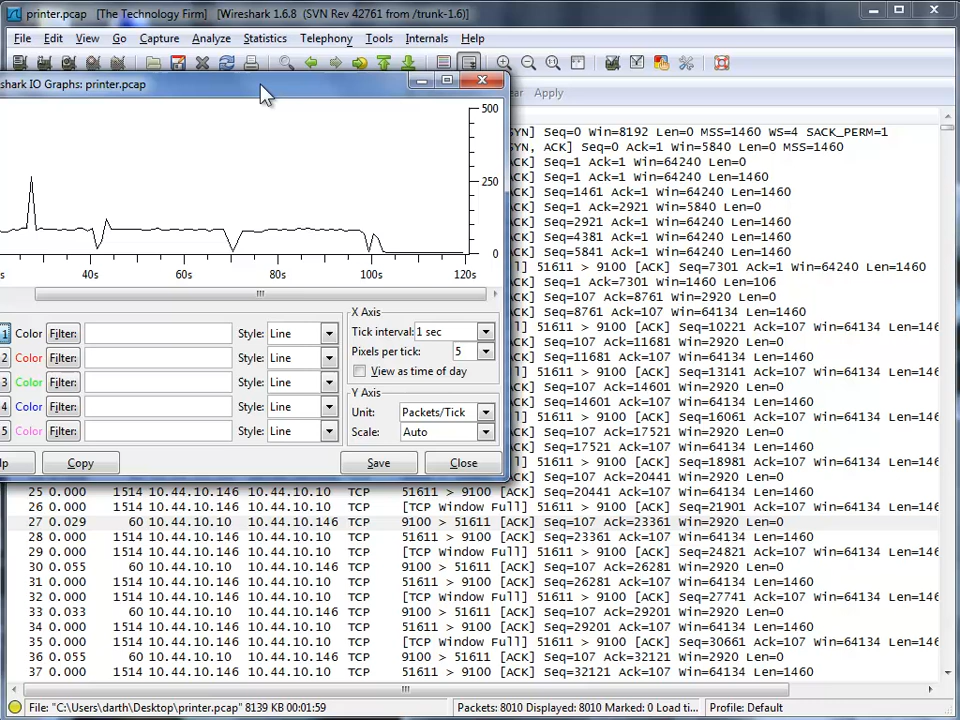 printer.pcap [The Technology Firm] [Wireshark 1.6.8 (SVN Rev 42761 from /trunk-1.6)]
File Edit View Go Capture Analyze Statistics Telephony Tools Internals Help
shark IO Graphs: printer.pcap
ear Apply
500
250
0
s 40s 60s 80s 100s 120s
SYN] Seq=0 Win=8192 Len=0 MSS=1460 WS=4 SACK_PERM=1
SYN, ACK] Seq=0 Ack=1 Win=5840 Len=0 MSS=1460
ACK] Seq=1 Ack=1 Win=64240 Len=0
ACK] Seq=1 Ack=1 Win=64240 Len=1460
ACK] Seq=1461 Ack=1 Win=64240 Len=1460
ACK] Seq=1 Ack=2921 Win=5840 Len=0
ACK] Seq=2921 Ack=1 Win=64240 Len=1460
ACK] Seq=4381 Ack=1 Win=64240 Len=1460
ACK] Seq=5841 Ack=1 Win=64240 Len=1460
ll] 51611 > 9100 [ACK] Seq=7301 Ack=1 Win=64240 Len=1460
ACK] Seq=1 Ack=7301 Win=1460 Len=106
ACK] Seq=107 Ack=8761 Win=2920 Len=0
ACK] Seq=8761 Ack=107 Win=64134 Len=1460
ll] 51611 > 9100 [ACK] Seq=10221 Ack=107 Win=64134 Len=14
ACK] Seq=107 Ack=11681 Win=2920 Len=0
ACK] Seq=11681 Ack=107 Win=64134 Len=1460
ll] 51611 > 9100 [ACK] Seq=13141 Ack=107 Win=64134 Len=14
ACK] Seq=107 Ack=14601 Win=2920 Len=0
ACK] Seq=14601 Ack=107 Win=64134 Len=1460
ll] 51611 > 9100 [ACK] Seq=16061 Ack=107 Win=64134 Len=14
ACK] Seq=107 Ack=17521 Win=2920 Len=0
ACK] Seq=17521 Ack=107 Win=64134 Len=1460
ll] 51611 > 9100 [ACK] Seq=18981 Ack=107 Win=64134 Len=14
ACK] Seq=107 Ack=20441 Win=2920 Len=0
1 Color Filter: Style: Line
2 Color Filter: Style: Line
3 Color Filter: Style: Line
4 Color Filter: Style: Line
5 Color Filter: Style: Line
X Axis
Tick interval: 1 sec
Pixels per tick: 5
View as time of day
Y Axis
Unit: Packets/Tick
Scale: Auto
lp Copy Save Close
25 0.000 1514 10.44.10.146 10.44.10.10 TCP 51611 > 9100 [ACK] Seq=20441 Ack=107 Win=64134 Len=1460
26 0.000 1514 10.44.10.146 10.44.10.10 TCP [TCP Window Full] 51611 > 9100 [ACK] Seq=21901 Ack=107 Win=64134 Len=14
27 0.029 60 10.44.10.10 10.44.10.146 TCP 9100 > 51611 [ACK] Seq=107 Ack=23361 Win=2920 Len=0
28 0.000 1514 10.44.10.146 10.44.10.10 TCP 51611 > 9100 [ACK] Seq=23361 Ack=107 Win=64134 Len=1460
29 0.000 1514 10.44.10.146 10.44.10.10 TCP [TCP Window Full] 51611 > 9100 [ACK] Seq=24821 Ack=107 Win=64134 Len=14
30 0.055 60 10.44.10.10 10.44.10.146 TCP 9100 > 51611 [ACK] Seq=107 Ack=26281 Win=2920 Len=0
31 0.000 1514 10.44.10.146 10.44.10.10 TCP 51611 > 9100 [ACK] Seq=26281 Ack=107 Win=64134 Len=1460
32 0.000 1514 10.44.10.146 10.44.10.10 TCP [TCP Window Full] 51611 > 9100 [ACK] Seq=27741 Ack=107 Win=64134 Len=14
33 0.033 60 10.44.10.10 10.44.10.146 TCP 9100 > 51611 [ACK] Seq=107 Ack=29201 Win=2920 Len=0
34 0.000 1514 10.44.10.146 10.44.10.10 TCP 51611 > 9100 [ACK] Seq=29201 Ack=107 Win=64134 Len=1460
35 0.000 1514 10.44.10.146 10.44.10.10 TCP [TCP Window Full] 51611 > 9100 [ACK] Seq=30661 Ack=107 Win=64134 Len=14
36 0.055 60 10.44.10.10 10.44.10.146 TCP 9100 > 51611 [ACK] Seq=107 Ack=32121 Win=2920 Len=0
37 0.000 1514 10.44.10.146 10.44.10.10 TCP 51611 > 9100 [ACK] Seq=32121 Ack=107 Win=64134 Len=1460
File: "C:\Users\darth\Desktop\printer.pcap" 8139 KB 00:01:59 Packets: 8010 Displayed: 8010 Marked: 0 Load ti... Profile: Default